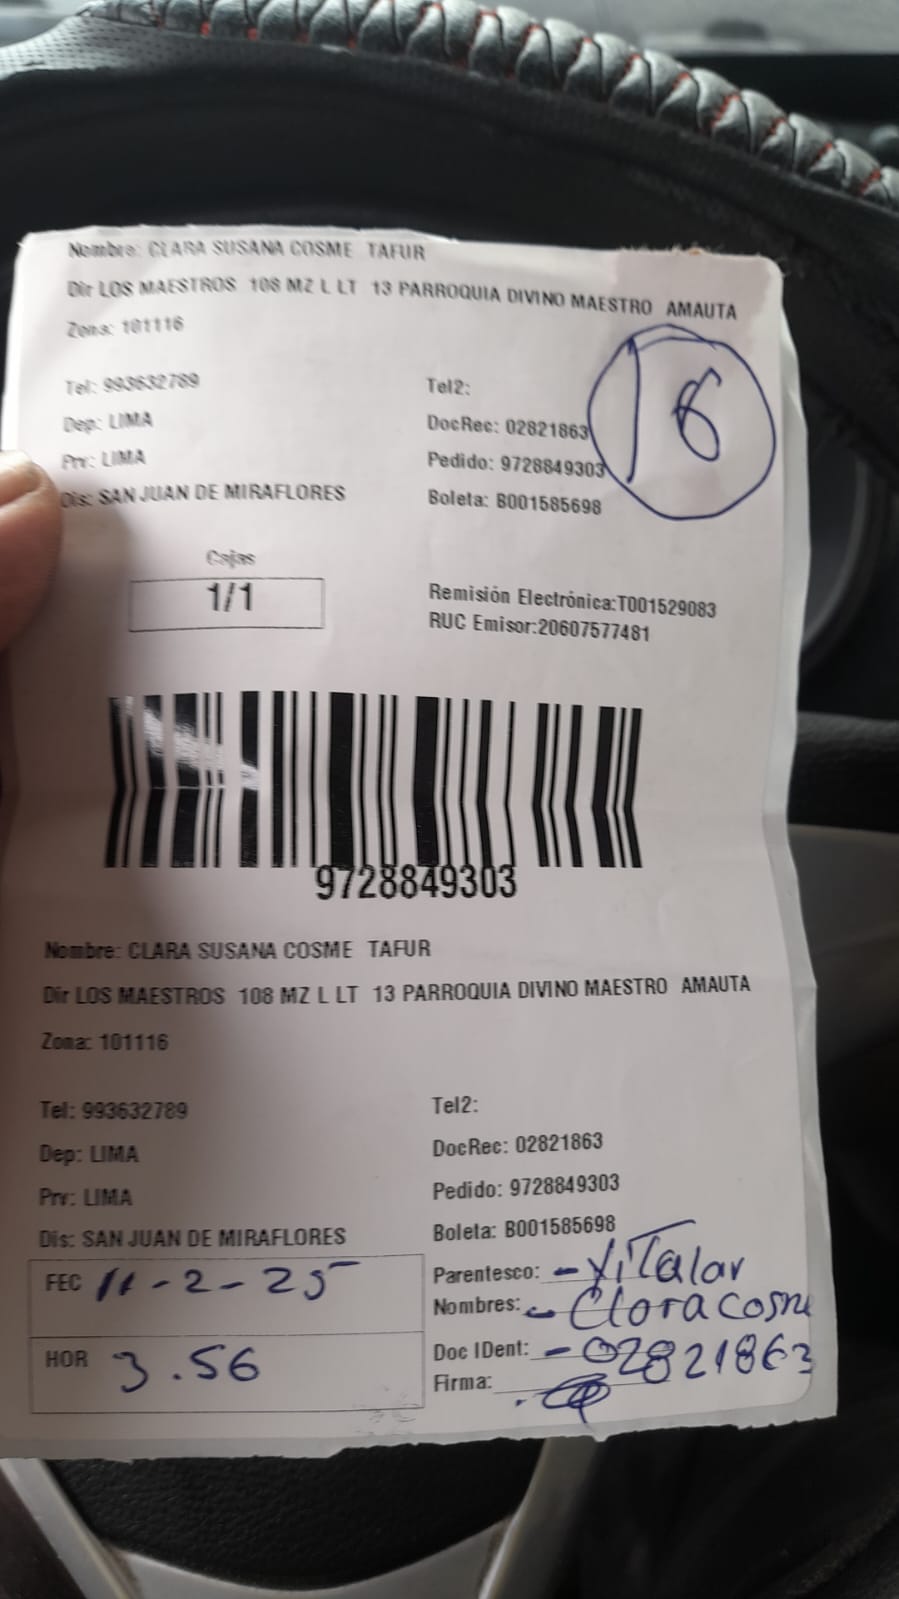 Nombre: CLARA SUSANA COSME TAFUR
Dir LOS MAESTROS 108 MZ L LT 13 PARROQUIA DIVINO MAESTRO AMAUTA
Zona: 101116
16
Tel: 993632789 Tel2:
Dep: LIMA DocRec: 02821863
Prv: LIMA Pedido: 9728849303
Dis: SAN JUAN DE MIRAFLORES Boleta: B001585698
Cajas
1/1
Remisión Electrónica:T001529083
RUC Emisor:20607577481
9728849303
Nombre: CLARA SUSANA COSME TAFUR
Dir LOS MAESTROS 108 MZ L LT 13 PARROQUIA DIVINO MAESTRO AMAUTA
Zona: 101116
Tel: 993632789 Tel2:
Dep: LIMA DocRec: 02821863
Prv: LIMA Pedido: 9728849303
Dis: SAN JUAN DE MIRAFLORES Boleta: B001585698
FEC 11-2-25
HOR 3.56
Parentesco: - Titalar
Nombres: - Clara cosme
Doc IDent: - 02821863
Firma: